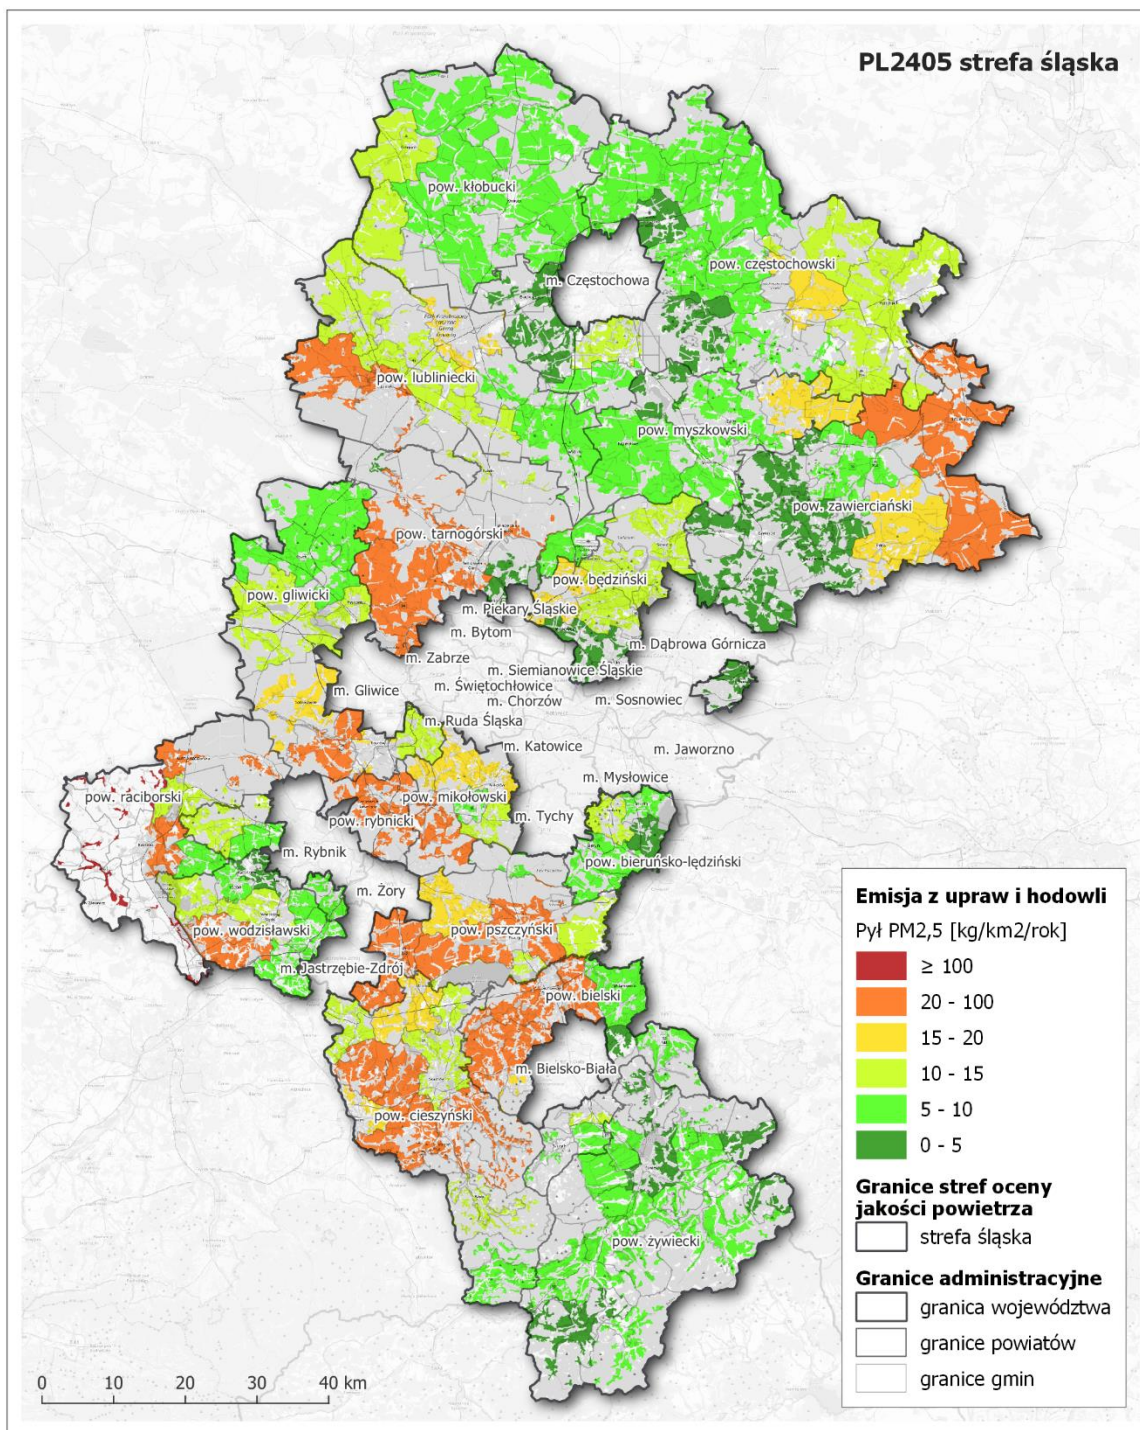 PL2405 strefa śląska
pow. kłobucki
pow. częstochowski
m. Częstochowa
pow. lubliniecki
pow. myszkowski
pow. zawierciański
pow. tarnogórski
pow. będziński
pow. gliwicki
m. Piekary Śląskie
m. Bytom
m. Dąbrowa Górnicza
m. Zabrze
m. Siemianowice Śląskie
m. Świętochłowice
m. Gliwice
m. Chorzów
m. Sosnowiec
m. Ruda Śląska
m. Katowice
m. Jaworzno
m. Mysłowice
pow. raciborski
pow. mikołowski
m. Tychy
pow. rybnicki
m. Rybnik
pow. bieruńsko-lędziński
m. Żory
pow. wodzisławski
pow. pszczyński
m. Jastrzębie-Zdrój
pow. bielski
m. Bielsko-Biała
pow. cieszyński
pow. żywiecki
Emisja z upraw i hodowli
Pył PM2,5 [kg/km2/rok]
≥ 100
20 - 100
15 - 20
10 - 15
5 - 10
0 - 5
Granice stref oceny
jakości powietrza
strefa śląska
Granice administracyjne
granica województwa
granice powiatów
granice gmin
0 10 20 30 40 km